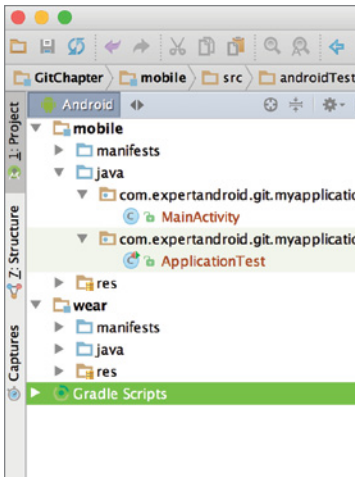 GitChapter mobile src androidTest
Android
1: Project
mobile
manifests
java
com.expertandroid.git.myapplicatio
MainActivity
com.expertandroid.git.myapplicatio
ApplicationTest
res
wear
manifests
java
res
Gradle Scripts
Z: Structure
Captures